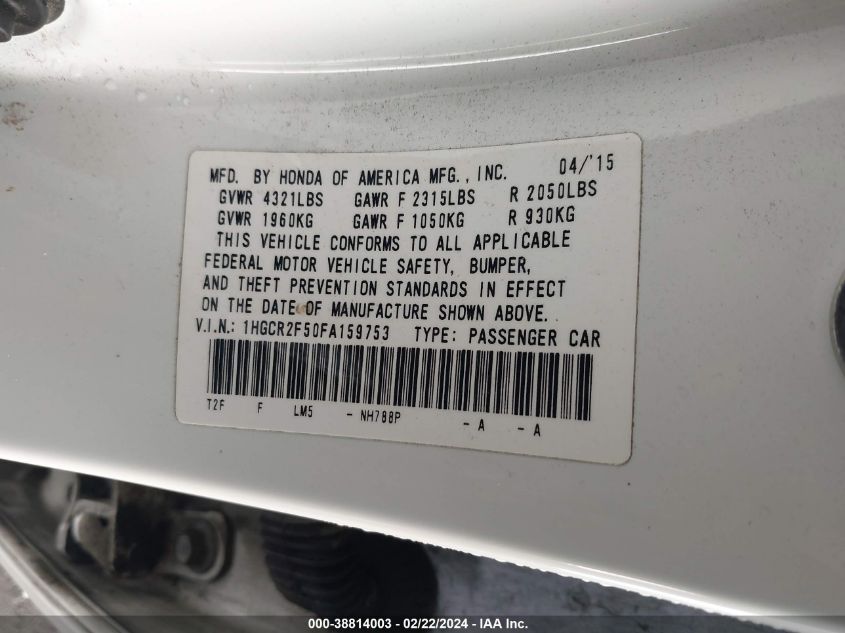 MFD. BY HONDA OF AMERICA MFG., INC. 04/'15
GVWR 4321LBS GAWR F 2315LBS R 2050LBS
GVWR 1960KG GAWR F 1050KG R 930KG
THIS VEHICLE CONFORMS TO ALL APPLICABLE
FEDERAL MOTOR VEHICLE SAFETY, BUMPER,
AND THEFT PREVENTION STANDARDS IN EFFECT
ON THE DATE OF MANUFACTURE SHOWN ABOVE.
V.I.N.: 1HGCR2F50FA159753 TYPE: PASSENGER CAR
T2F F LM5 - NH788P - A - A
000-38814003 - 02/22/2024 - IAA Inc.